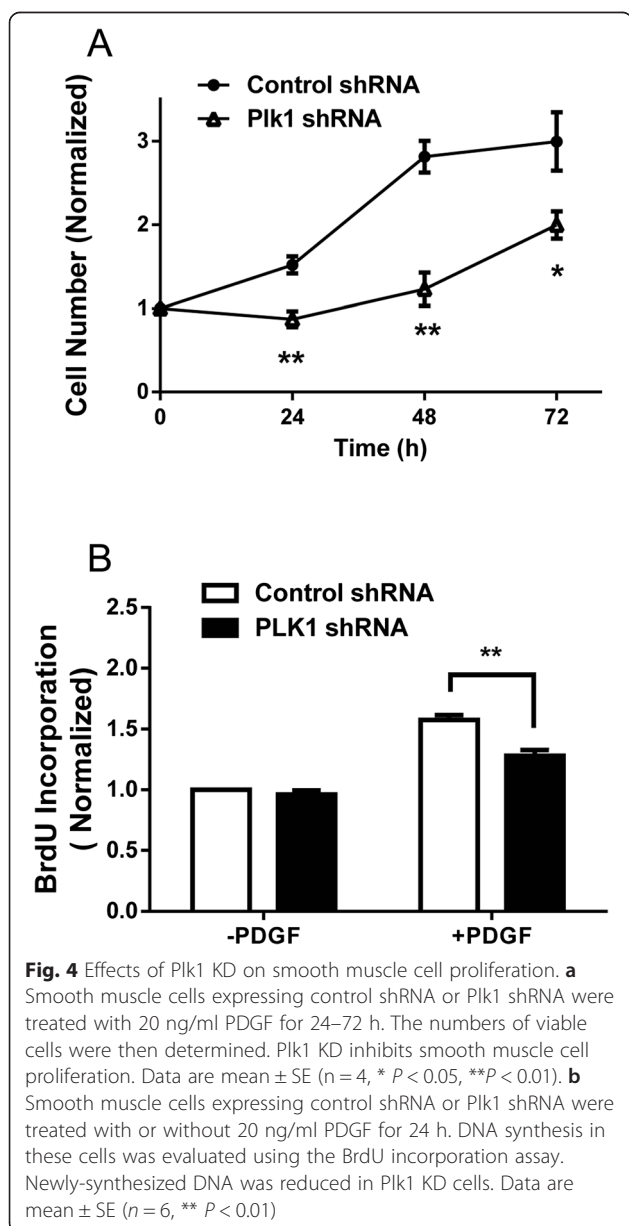 A
Control shRNA
Plk1 shRNA
Cell Number (Normalized)
3
2
1
0
**
**
*
0 24 48 72
Time (h)
B
Control shRNA
PLK1 shRNA
BrdU Incorporation
( Normalized)
2.5
2.0
1.5
1.0
0.5
0.0
**
-PDGF +PDGF
Fig. 4 Effects of Plk1 KD on smooth muscle cell proliferation. a
Smooth muscle cells expressing control shRNA or Plk1 shRNA were
treated with 20 ng/ml PDGF for 24–72 h. The numbers of viable
cells were then determined. Plk1 KD inhibits smooth muscle cell
proliferation. Data are mean ± SE (n = 4, * P < 0.05, **P < 0.01). b
Smooth muscle cells expressing control shRNA or Plk1 shRNA were
treated with or without 20 ng/ml PDGF for 24 h. DNA synthesis in
these cells was evaluated using the BrdU incorporation assay.
Newly-synthesized DNA was reduced in Plk1 KD cells. Data are
mean ± SE (n = 6, ** P < 0.01)